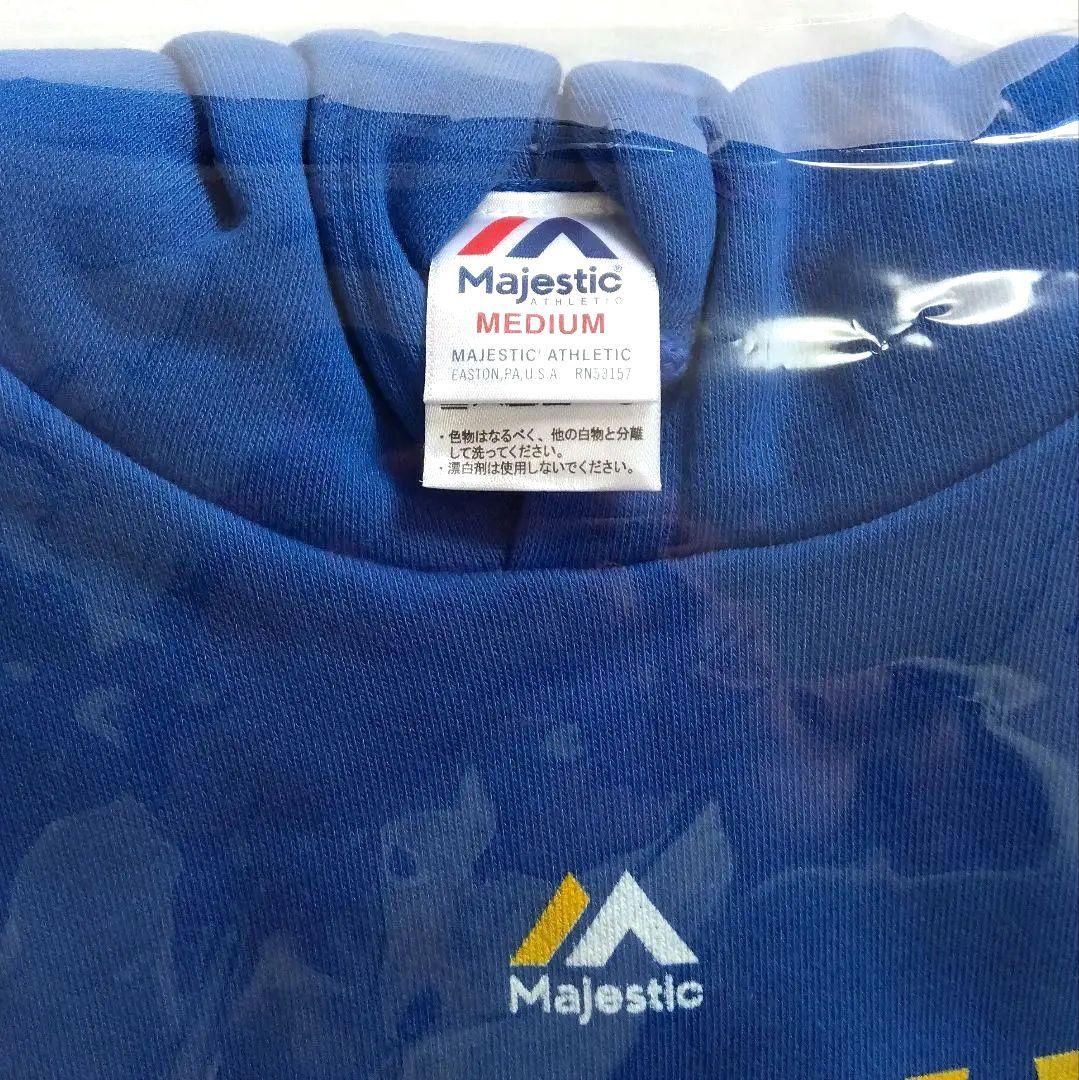 Majestic®
ATHLETIC
MEDIUM
MAJESTIC® ATHLETIC
EASTON,PA,U.S.A. RN53157
・色物はなるべく、他の白物と分離
して洗ってください。
・漂白剤は使用しないでください。
Majestic